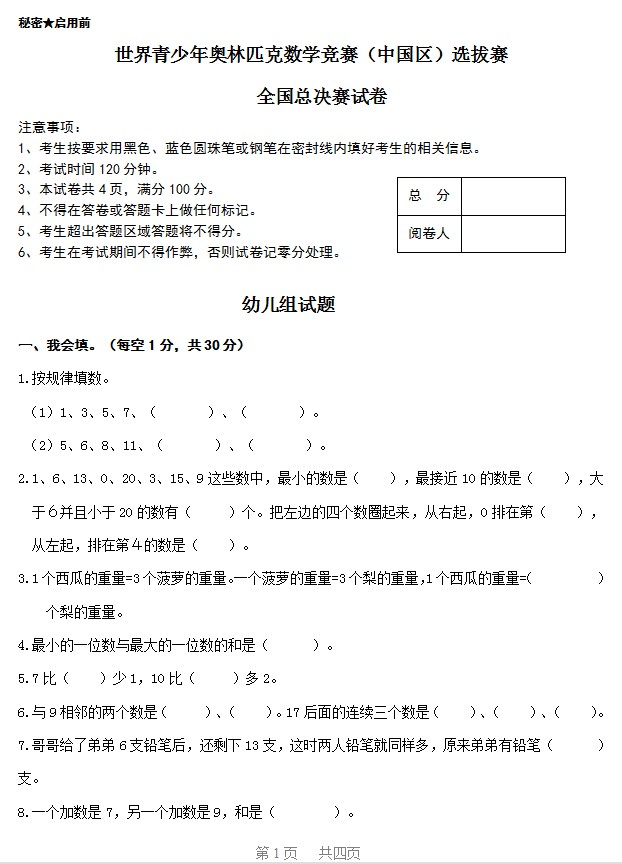 秘密★启用前
世界青少年奥林匹克数学竞赛（中国区）选拔赛
全国总决赛试卷
注意事项：
1、考生按要求用黑色、蓝色圆珠笔或钢笔在密封线内填好考生的相关信息。
2、考试时间120分钟。
3、本试卷共4页，满分100分。
4、不得在答卷或答题卡上做任何标记。
5、考生超出答题区域答题将不得分。
6、考生在考试期间不得作弊，否则试卷记零分处理。
总 分
阅卷人
幼儿组试题
一、我会填。（每空1分，共30分）
1.按规律填数。
（1）1、3、5、7、（ ）、（ ）。
（2）5、6、8、11、（ ）、（ ）。
2.1、6、13、0、20、3、15、9这些数中，最小的数是（ ），最接近10的数是（ ），大
于6并且小于20的数有（ ）个。把左边的四个数圈起来，从右起，0排在第（ ），
从左起，排在第4的数是（ ）。
3.1个西瓜的重量=3个菠萝的重量。一个菠萝的重量=3个梨的重量，1个西瓜的重量=（ ）
个梨的重量。
4.最小的一位数与最大的一位数的和是（ ）。
5.7比（ ）少1，10比（ ）多2。
6.与9相邻的两个数是（ ）、（ ）。17后面的连续三个数是（ ）、（ ）、（ ）。
7.哥哥给了弟弟6支铅笔后，还剩下13支，这时两人铅笔就同样多，原来弟弟有铅笔（ ）
支。
8.一个加数是7，另一个加数是9，和是（ ）。
第1页 共四页